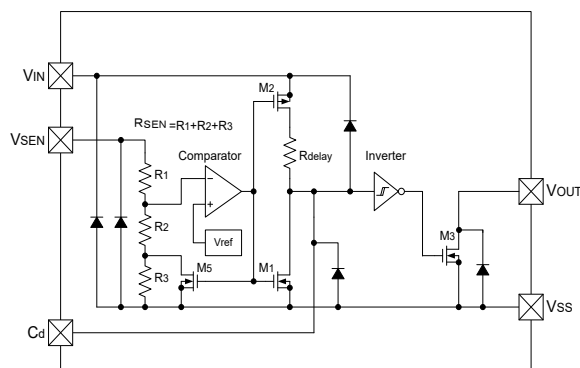 VIN
M2
RSEN =R1+R2+R3
VSEN
Comparator
Rdelay
Inverter
R1
−
+
VOUT
R2
Vref
M3
M5
M1
R3
VSS
Cd